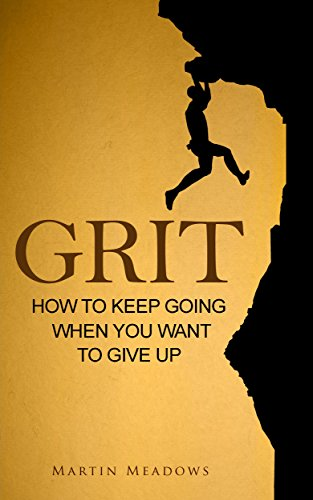 GRIT
HOW TO KEEP GOING
WHEN YOU WANT
TO GIVE UP
MARTIN MEADOWS